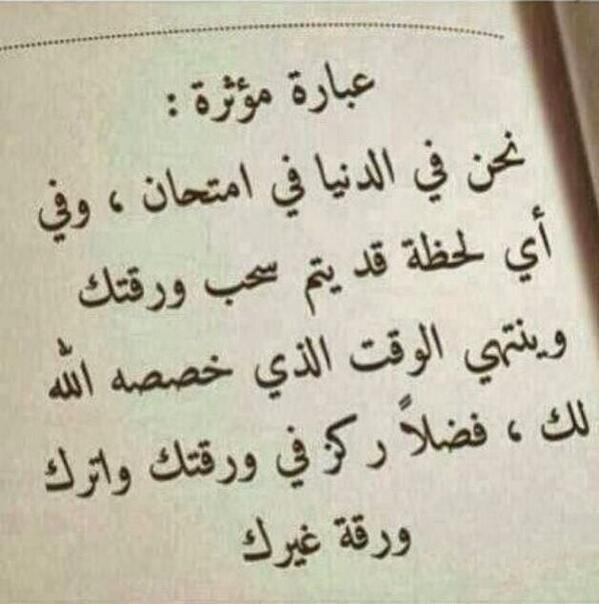 عبارة مؤثرة :
نحن في الدنيا في امتحان ، وفي
أي لحظة قد يتم سحب ورقتك
وينتهي الوقت الذي خصصه الله
لك ، فضلاً ركز في ورقتك واترك
ورقة غيرك